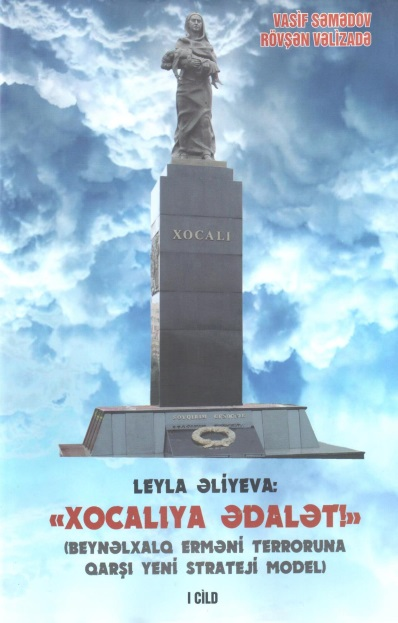 VASİF SƏMƏDOV
RÖVŞƏN VƏLİZADƏ
XOCALI
LEYLA ƏLİYEVA:
«XOCALIYA ƏDALƏT!»
(BEYNƏLXALQ ERMƏNİ TERRORUNA
QARŞI YENİ STRATEJİ MODEL)
I CİLD